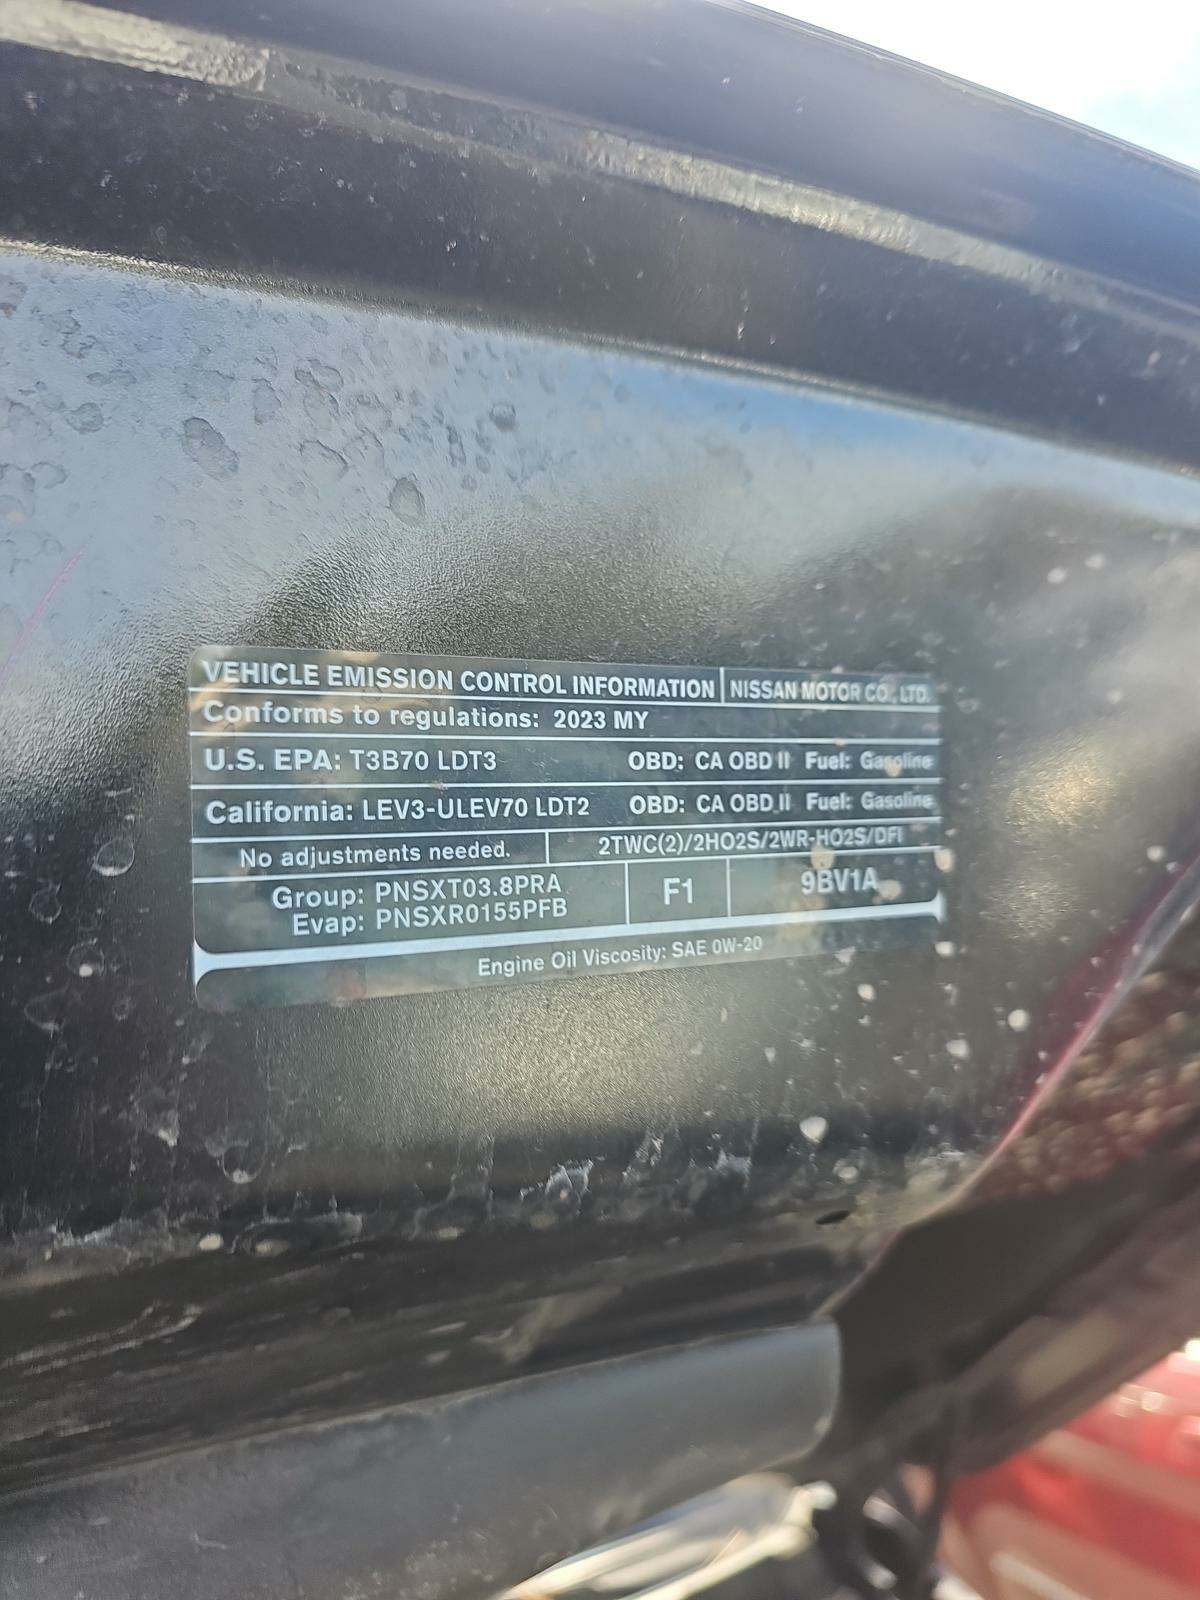 VEHICLE EMISSION CONTROL INFORMATION NISSAN MOTOR CO., LTD.
Conforms to regulations: 2023 MY
U.S. EPA: T3B70 LDT3 OBD: CA OBD II Fuel: Gasoline
California: LEV3-ULEV70 LDT2 OBD: CA OBD II Fuel: Gasoline
No adjustments needed. 2TWC(2)/2HO2S/2WR-HO2S/DFI
Group: PNSXT03.8PRA F1 9BV1A
Evap: PNSXR0155PFB
Engine Oil Viscosity: SAE 0W-20